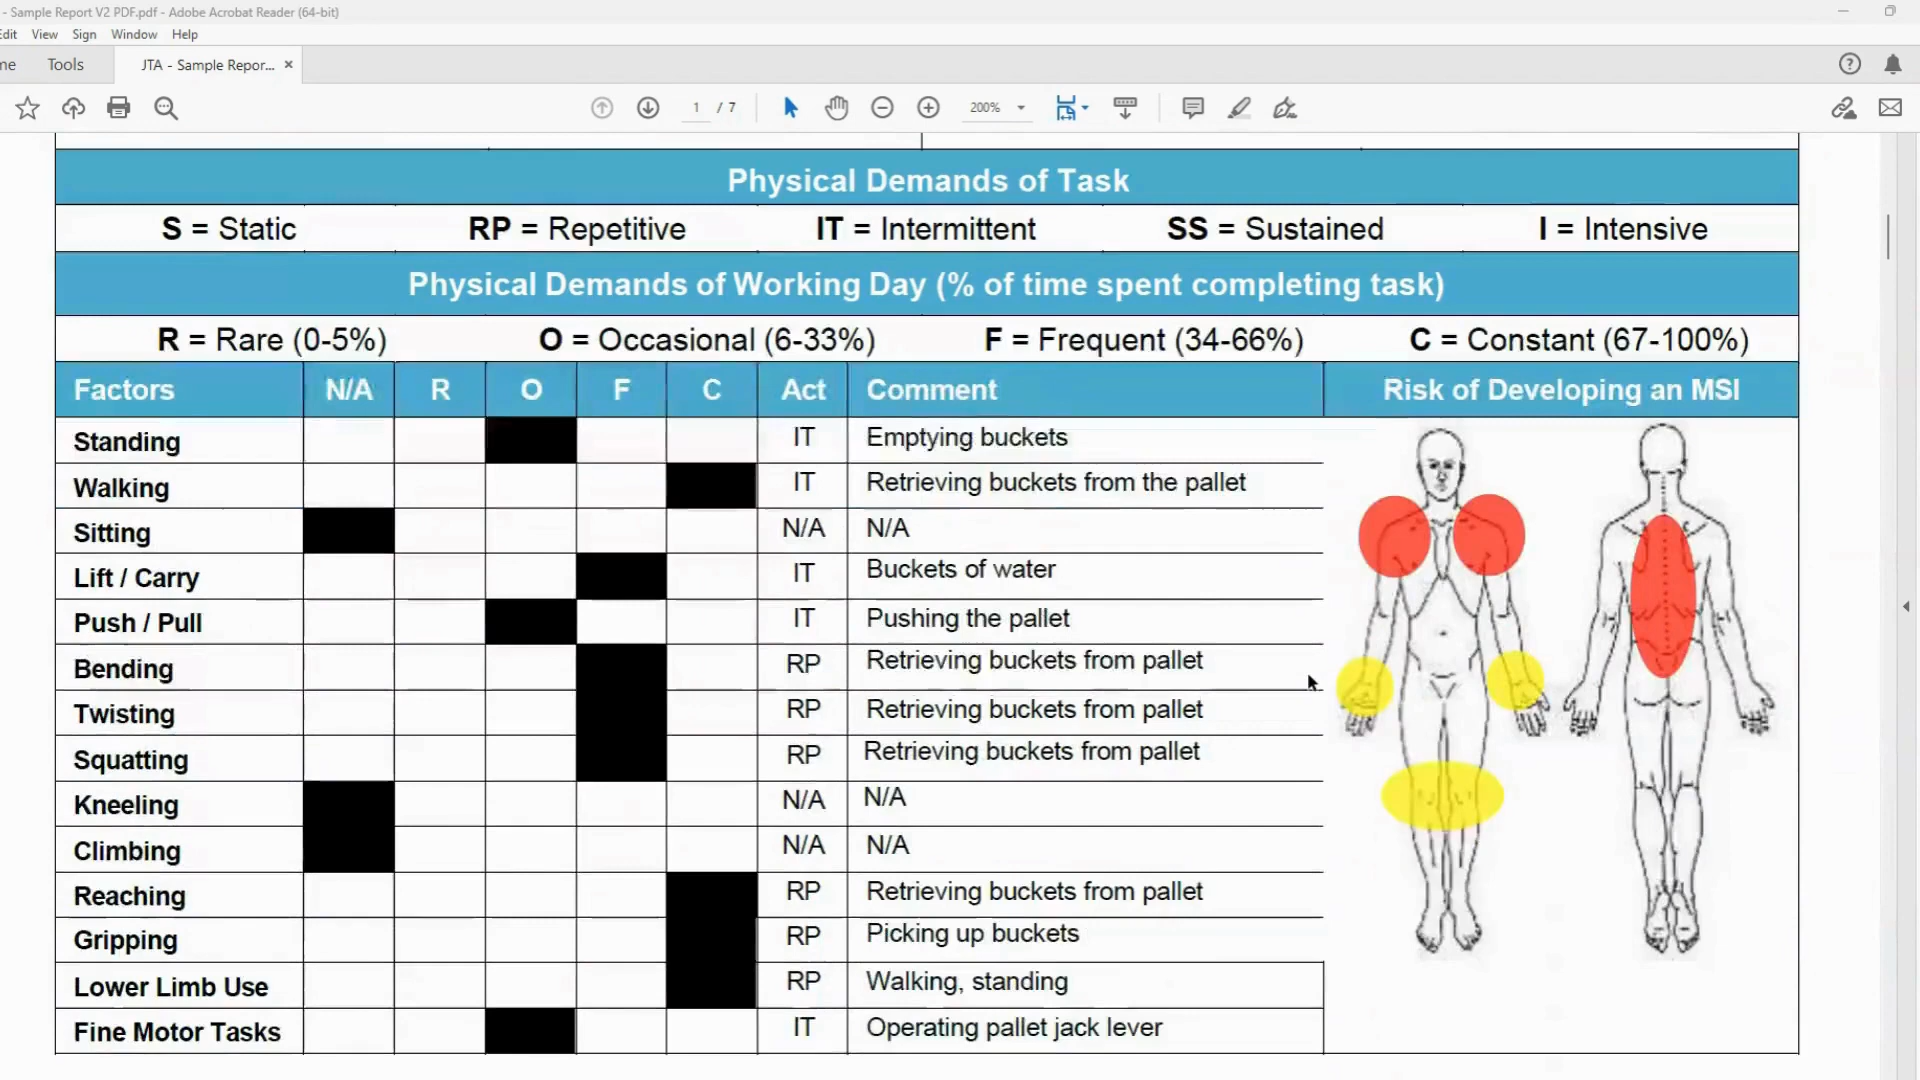 - Sample Report V2 PDF.pdf - Adobe Acrobat Reader (64-bit)
Edit View Sign Window Help
me Tools JTA - Sample Repor... ×
1 / 7 200%
Physical Demands of Task
S = Static RP = Repetitive IT = Intermittent SS = Sustained I = Intensive
Physical Demands of Working Day (% of time spent completing task)
R = Rare (0-5%) O = Occasional (6-33%) F = Frequent (34-66%) C = Constant (67-100%)
Factors N/A R O F C Act Comment Risk of Developing an MSI
Standing IT Emptying buckets
Walking IT Retrieving buckets from the pallet
Sitting N/A N/A
Lift / Carry IT Buckets of water
Push / Pull IT Pushing the pallet
Bending RP Retrieving buckets from pallet
Twisting RP Retrieving buckets from pallet
Squatting RP Retrieving buckets from pallet
Kneeling N/A N/A
Climbing N/A N/A
Reaching RP Retrieving buckets from pallet
Gripping RP Picking up buckets
Lower Limb Use RP Walking, standing
Fine Motor Tasks IT Operating pallet jack lever